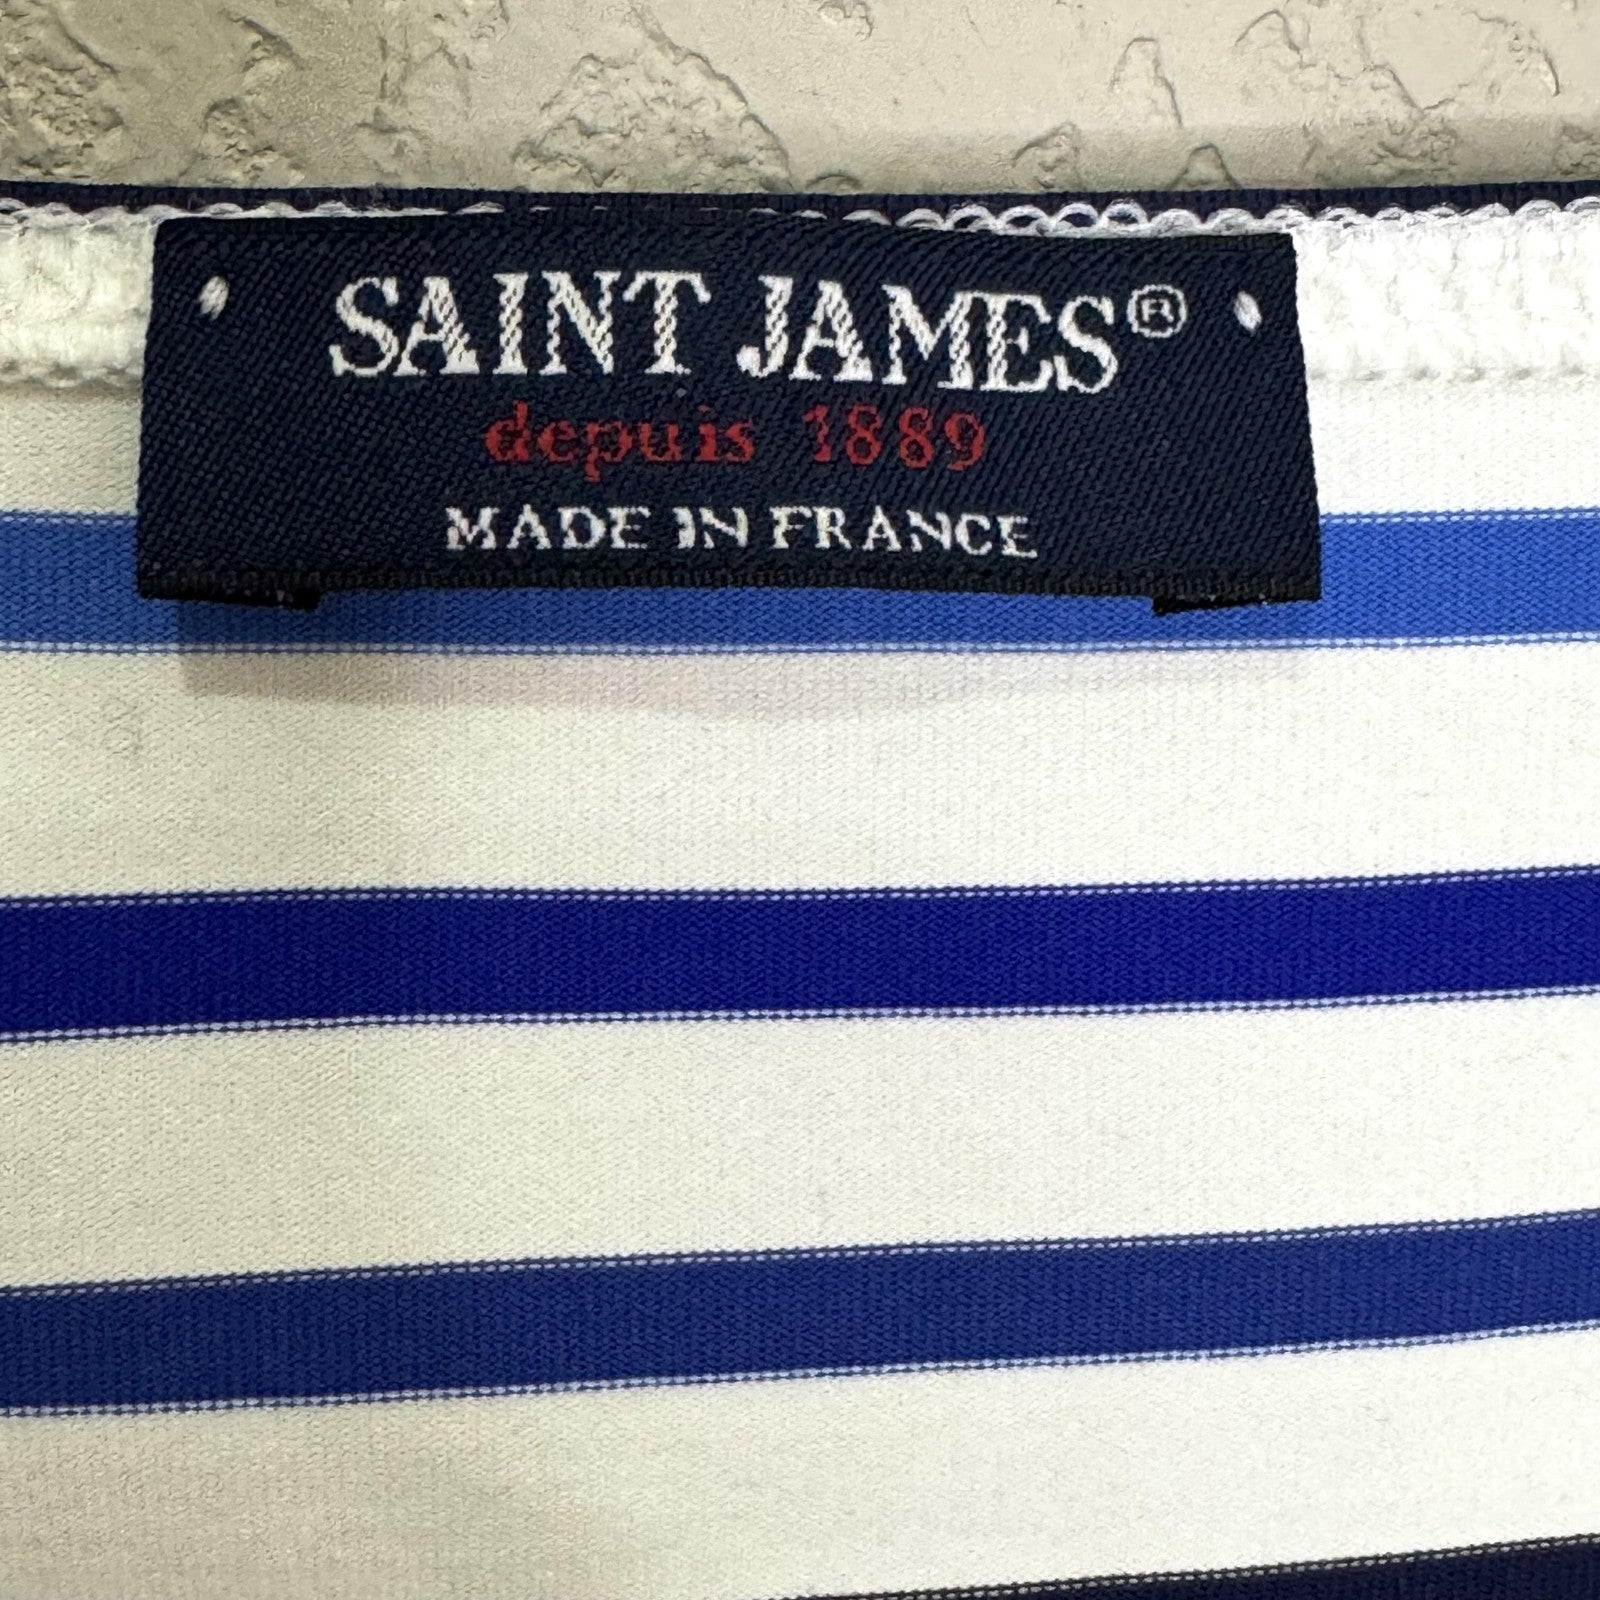 SAINT JAMES®
depuis 1889
MADE IN FRANCE